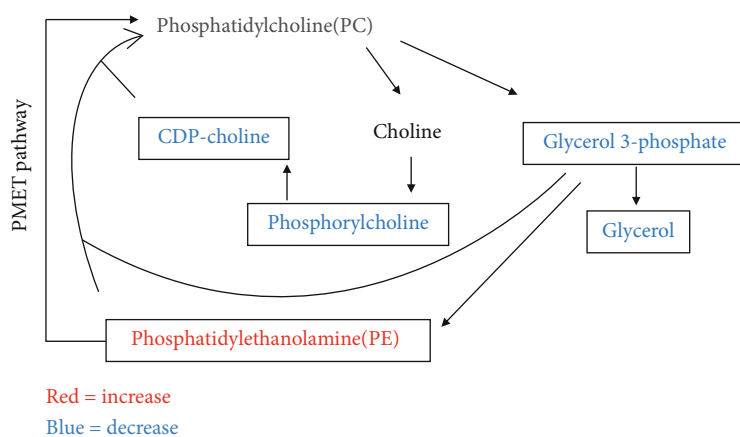 Phosphatidylcholine(PC)
PMET pathway
CDP-choline
Choline
Glycerol 3-phosphate
Phosphorylcholine
Glycerol
Phosphatidylethanolamine(PE)
Red = increase
Blue = decrease